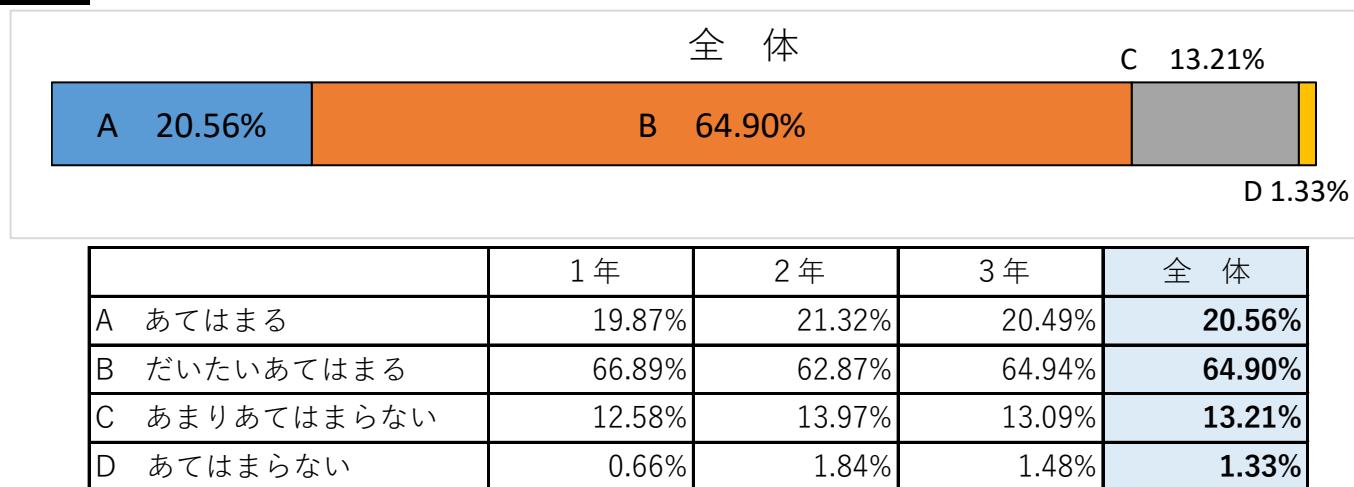 全　体
C　13.21%
A　20.56%
B　64.90%
D 1.33%
1年　2年　3年　全　体
A　あてはまる　19.87%　21.32%　20.49%　20.56%
B　だいたいあてはまる　66.89%　62.87%　64.94%　64.90%
C　あまりあてはまらない　12.58%　13.97%　13.09%　13.21%
D　あてはまらない　0.66%　1.84%　1.48%　1.33%